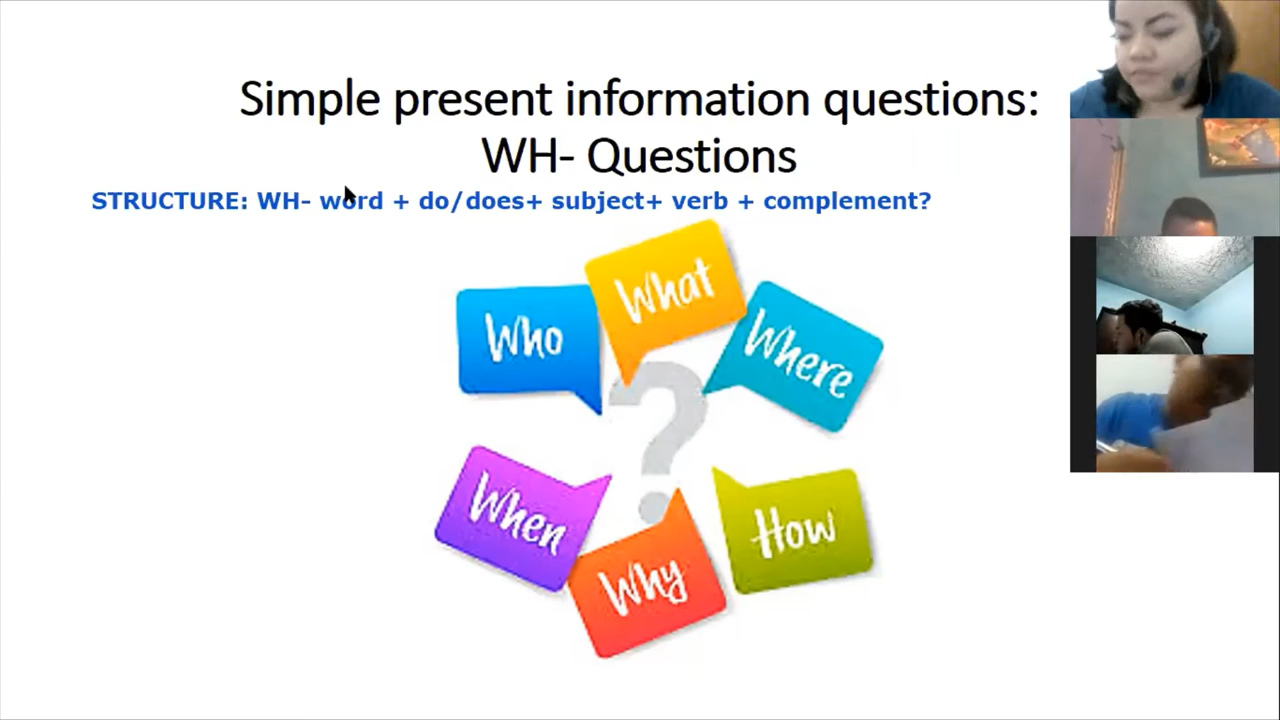 Simple present information questions:
WH- Questions
STRUCTURE: WH- word + do/does+ subject+ verb + complement?
What
Who
Where
When
How
Why
?